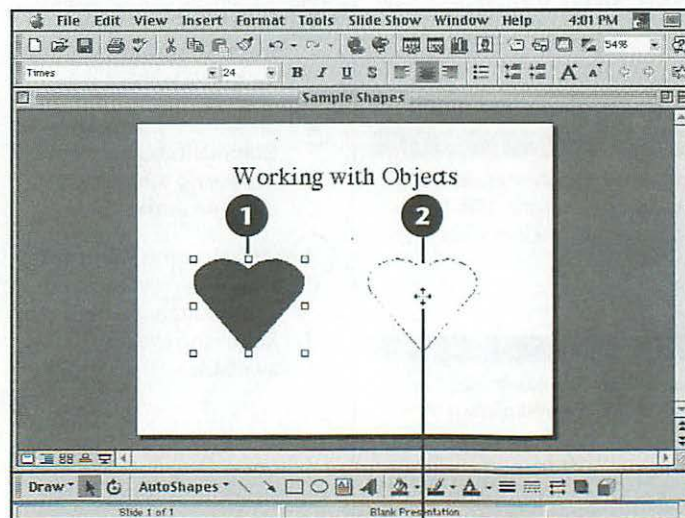 File Edit View Insert Format Tools Slide Show Window Help 4:01 PM
54%
Times 24 B I U S A A
Sample Shapes
Working with Objects
1 2
Draw AutoShapes A A
Slide 1 of 1 Blank Presentation